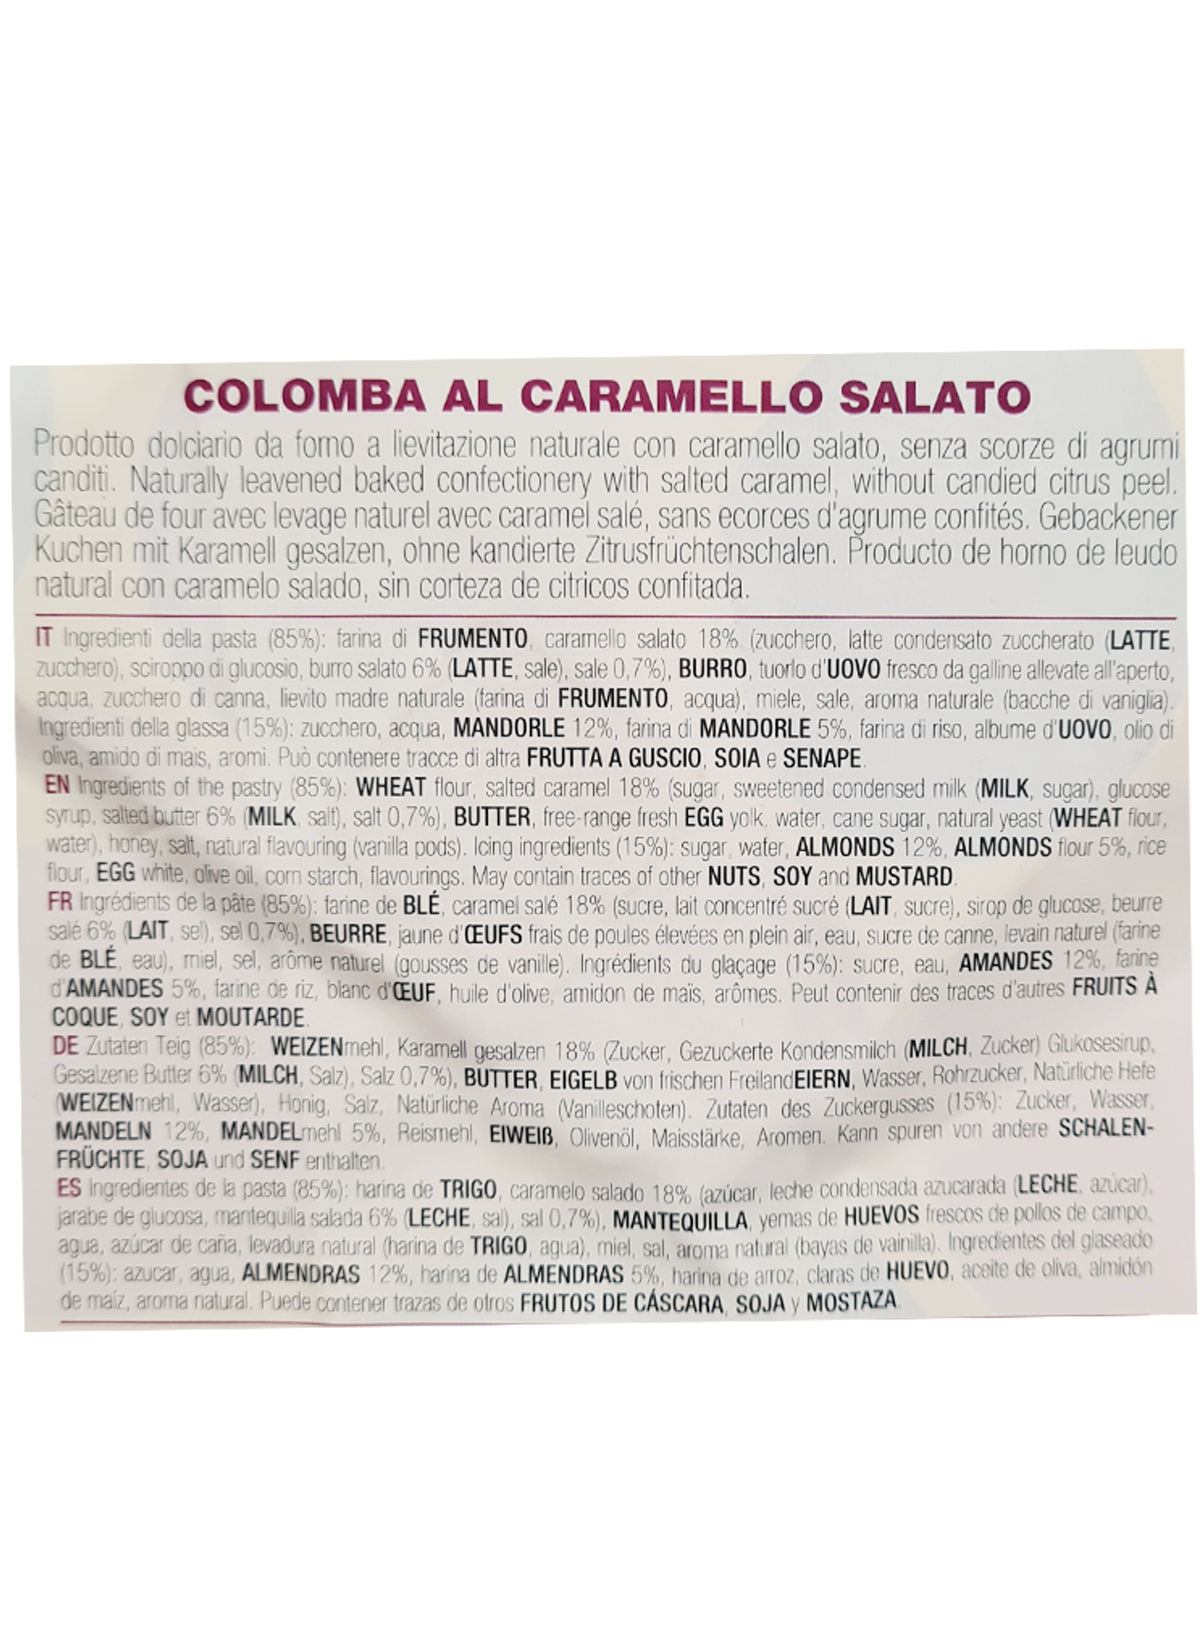 COLOMBA AL CARAMELLO SALATO
Prodotto dolciario da forno a lievitazione naturale con caramello salato, senza scorze di agrumi
canditi. Naturally leavened baked confectionery with salted caramel, without candied citrus peel.
Gâteau de four avec levage naturel avec caramel salé, sans ecorces d'agrume confités. Gebackener
Kuchen mit Karamell gesalzen, ohne kandierte Zitrusfrüchtenschalen. Producto de horno de leudo
natural con caramelo salado, sin corteza de citricos confitada.
IT Ingredienti della pasta (85%): farina di FRUMENTO, caramello salato 18% (zucchero, latte condensato zuccherato (LATTE,
zucchero), sciroppo di glucosio, burro salato 6% (LATTE, sale), sale 0,7%), BURRO, tuorlo d'UOVO fresco da galline allevate all'aperto,
acqua, zucchero di canna, lievito madre naturale (farina di FRUMENTO, acqua), miele, sale, aroma naturale (bacche di vaniglia).
Ingredienti della glassa (15%): zucchero, acqua, MANDORLE 12%, farina di MANDORLE 5%, farina di riso, albume d'UOVO, olio di
oliva, amido di mais, aromi. Può contenere tracce di altra FRUTTA A GUSCIO, SOIA e SENAPE.
EN Ingredients of the pastry (85%): WHEAT flour, salted caramel 18% (sugar, sweetened condensed milk (MILK, sugar), glucose
syrup, salted butter 6% (MILK, salt), salt 0,7%), BUTTER, free-range fresh EGG yolk, water, cane sugar, natural yeast (WHEAT flour,
water), honey, salt, natural flavouring (vanilla pods). Icing ingredients (15%): sugar, water, ALMONDS 12%, ALMONDS flour 5%, rice
flour, EGG white, olive oil, corn starch, flavourings. May contain traces of other NUTS, SOY and MUSTARD.
FR Ingrédients de la pâte (85%): farine de BLÉ, caramel salé 18% (sucre, lait concentré sucré (LAIT, sucre), sirop de glucose, beurre
salé 6% (LAIT, sel), sel 0,7%), BEURRE, jaune d'ŒUFS frais de poules élevées en plein air, eau, sucre de canne, levain naturel (farine
de BLÉ, eau), miel, sel, arôme naturel (gousses de vanille). Ingrédients du glaçage (15%): sucre, eau, AMANDES 12%, farine
d'AMANDES 5%, farine de riz, blanc d'ŒUF, huile d'olive, amidon de maïs, arômes. Peut contenir des traces d'autres FRUITS À
COQUE, SOY et MOUTARDE.
DE Zutaten Teig (85%): WEIZENmehl, Karamell gesalzen 18% (Zucker, Gezuckerte Kondensmilch (MILCH, Zucker) Glukosesirup,
Gesalzene Butter 6% (MILCH, Salz), Salz 0,7%), BUTTER, EIGELB von frischen FreilandEIERN, Wasser, Rohrzucker, Natürliche Hefe
(WEIZENmehl, Wasser), Honig, Salz, Natürliche Aroma (Vanilleschoten). Zutaten des Zuckergusses (15%): Zucker, Wasser,
MANDELN 12%, MANDELmehl 5%, Reismehl, EIWEIß, Olivenöl, Maisstärke, Aromen. Kann spuren von andere SCHALEN-
FRÜCHTE, SOJA und SENF enthalten.
ES Ingredientes de la pasta (85%): harina de TRIGO, caramelo salado 18% (azúcar, leche condensada azucarada (LECHE, azúcar),
jarabe de glucosa, mantequilla salada 6% (LECHE, sal), sal 0,7%), MANTEQUILLA, yemas de HUEVOS frescos de pollos de campo,
agua, azúcar de caña, levadura natural (harina de TRIGO, agua), miel, sal, aroma natural (bayas de vainilla). Ingredientes del glaseado
(15%): azucar, agua, ALMENDRAS 12%, harina de ALMENDRAS 5%, harina de arroz, claras de HUEVO, aceite de oliva, almidón
de maíz, aroma natural. Puede contener trazas de otros FRUTOS DE CÁSCARA, SOJA y MOSTAZA.